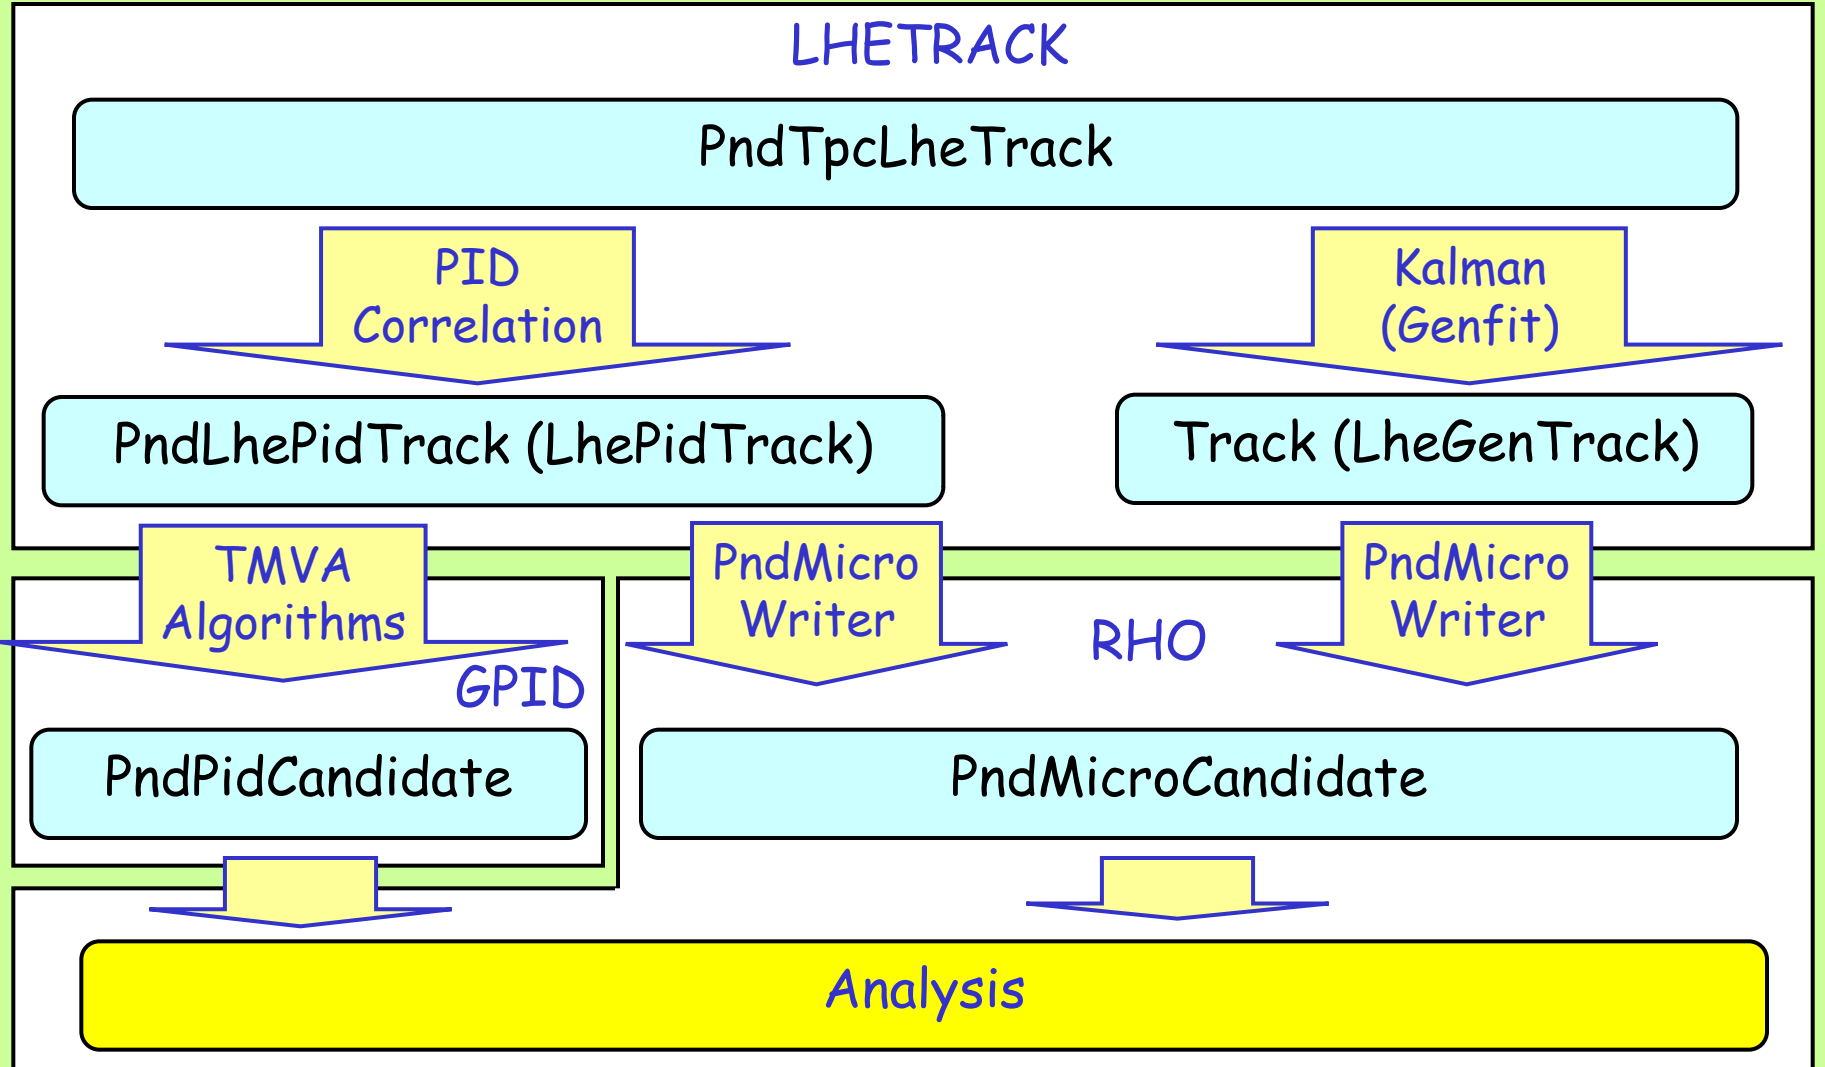 LHETRACK
PndTpcLheTrack
PID
Correlation
Kalman
(Genfit)
PndLhePidTrack (LhePidTrack)
Track (LheGenTrack)
TMVA
Algorithms
PndMicro
Writer
PndMicro
Writer
RHO
GPID
PndPidCandidate
PndMicroCandidate
Analysis